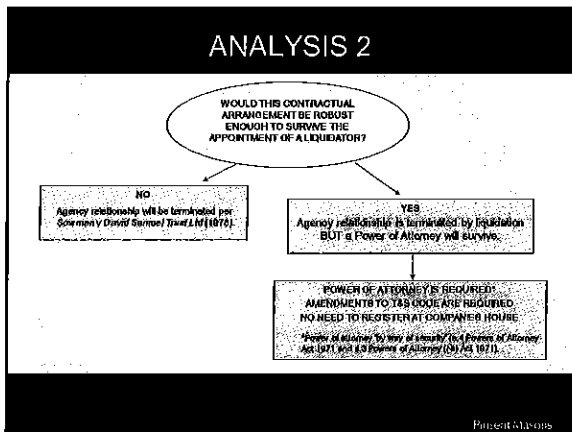 ANALYSIS 2
WOULD THIS CONTRACTUAL
ARRANGEMENT BE ROBUST
ENOUGH TO SURVIVE THE
APPOINTMENT OF A LIQUIDATOR?
NO
Agency relationship will be terminated per
Sowman v David Samuel Trust Ltd (1978).
YES
Agency relationship is terminated by liquidation
BUT a Power of Attorney will survive.
POWER OF ATTORNEY IS REQUIRED*
AMENDMENTS TO T&S CODE ARE REQUIRED
NO NEED TO REGISTER AT COMPANIES HOUSE
*Power of attorney "by way of security" (s.4 Powers of Attorney
Act 1971 and s.3 Powers of Attorney (NI) Act 1971).
Pinsent Masons